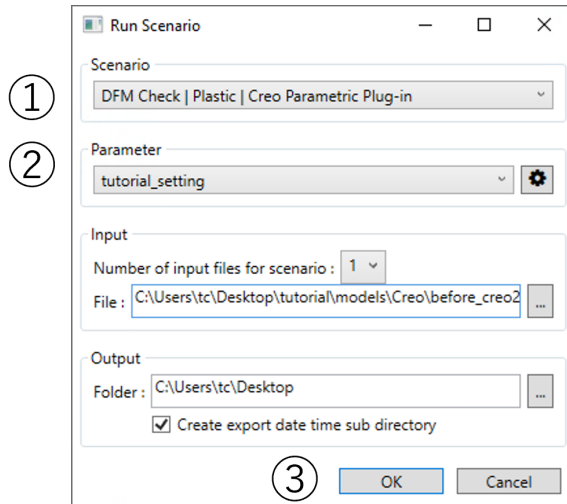 Run Scenario
Scenario
① DFM Check | Plastic | Creo Parametric Plug-in
② Parameter
tutorial_setting
Input
Number of input files for scenario : 1
File : C:\Users\tc\Desktop\tutorial\models\Creo\before_creo2 ...
Output
Folder : C:\Users\tc\Desktop ...
Create export date time sub directory
③ OK Cancel